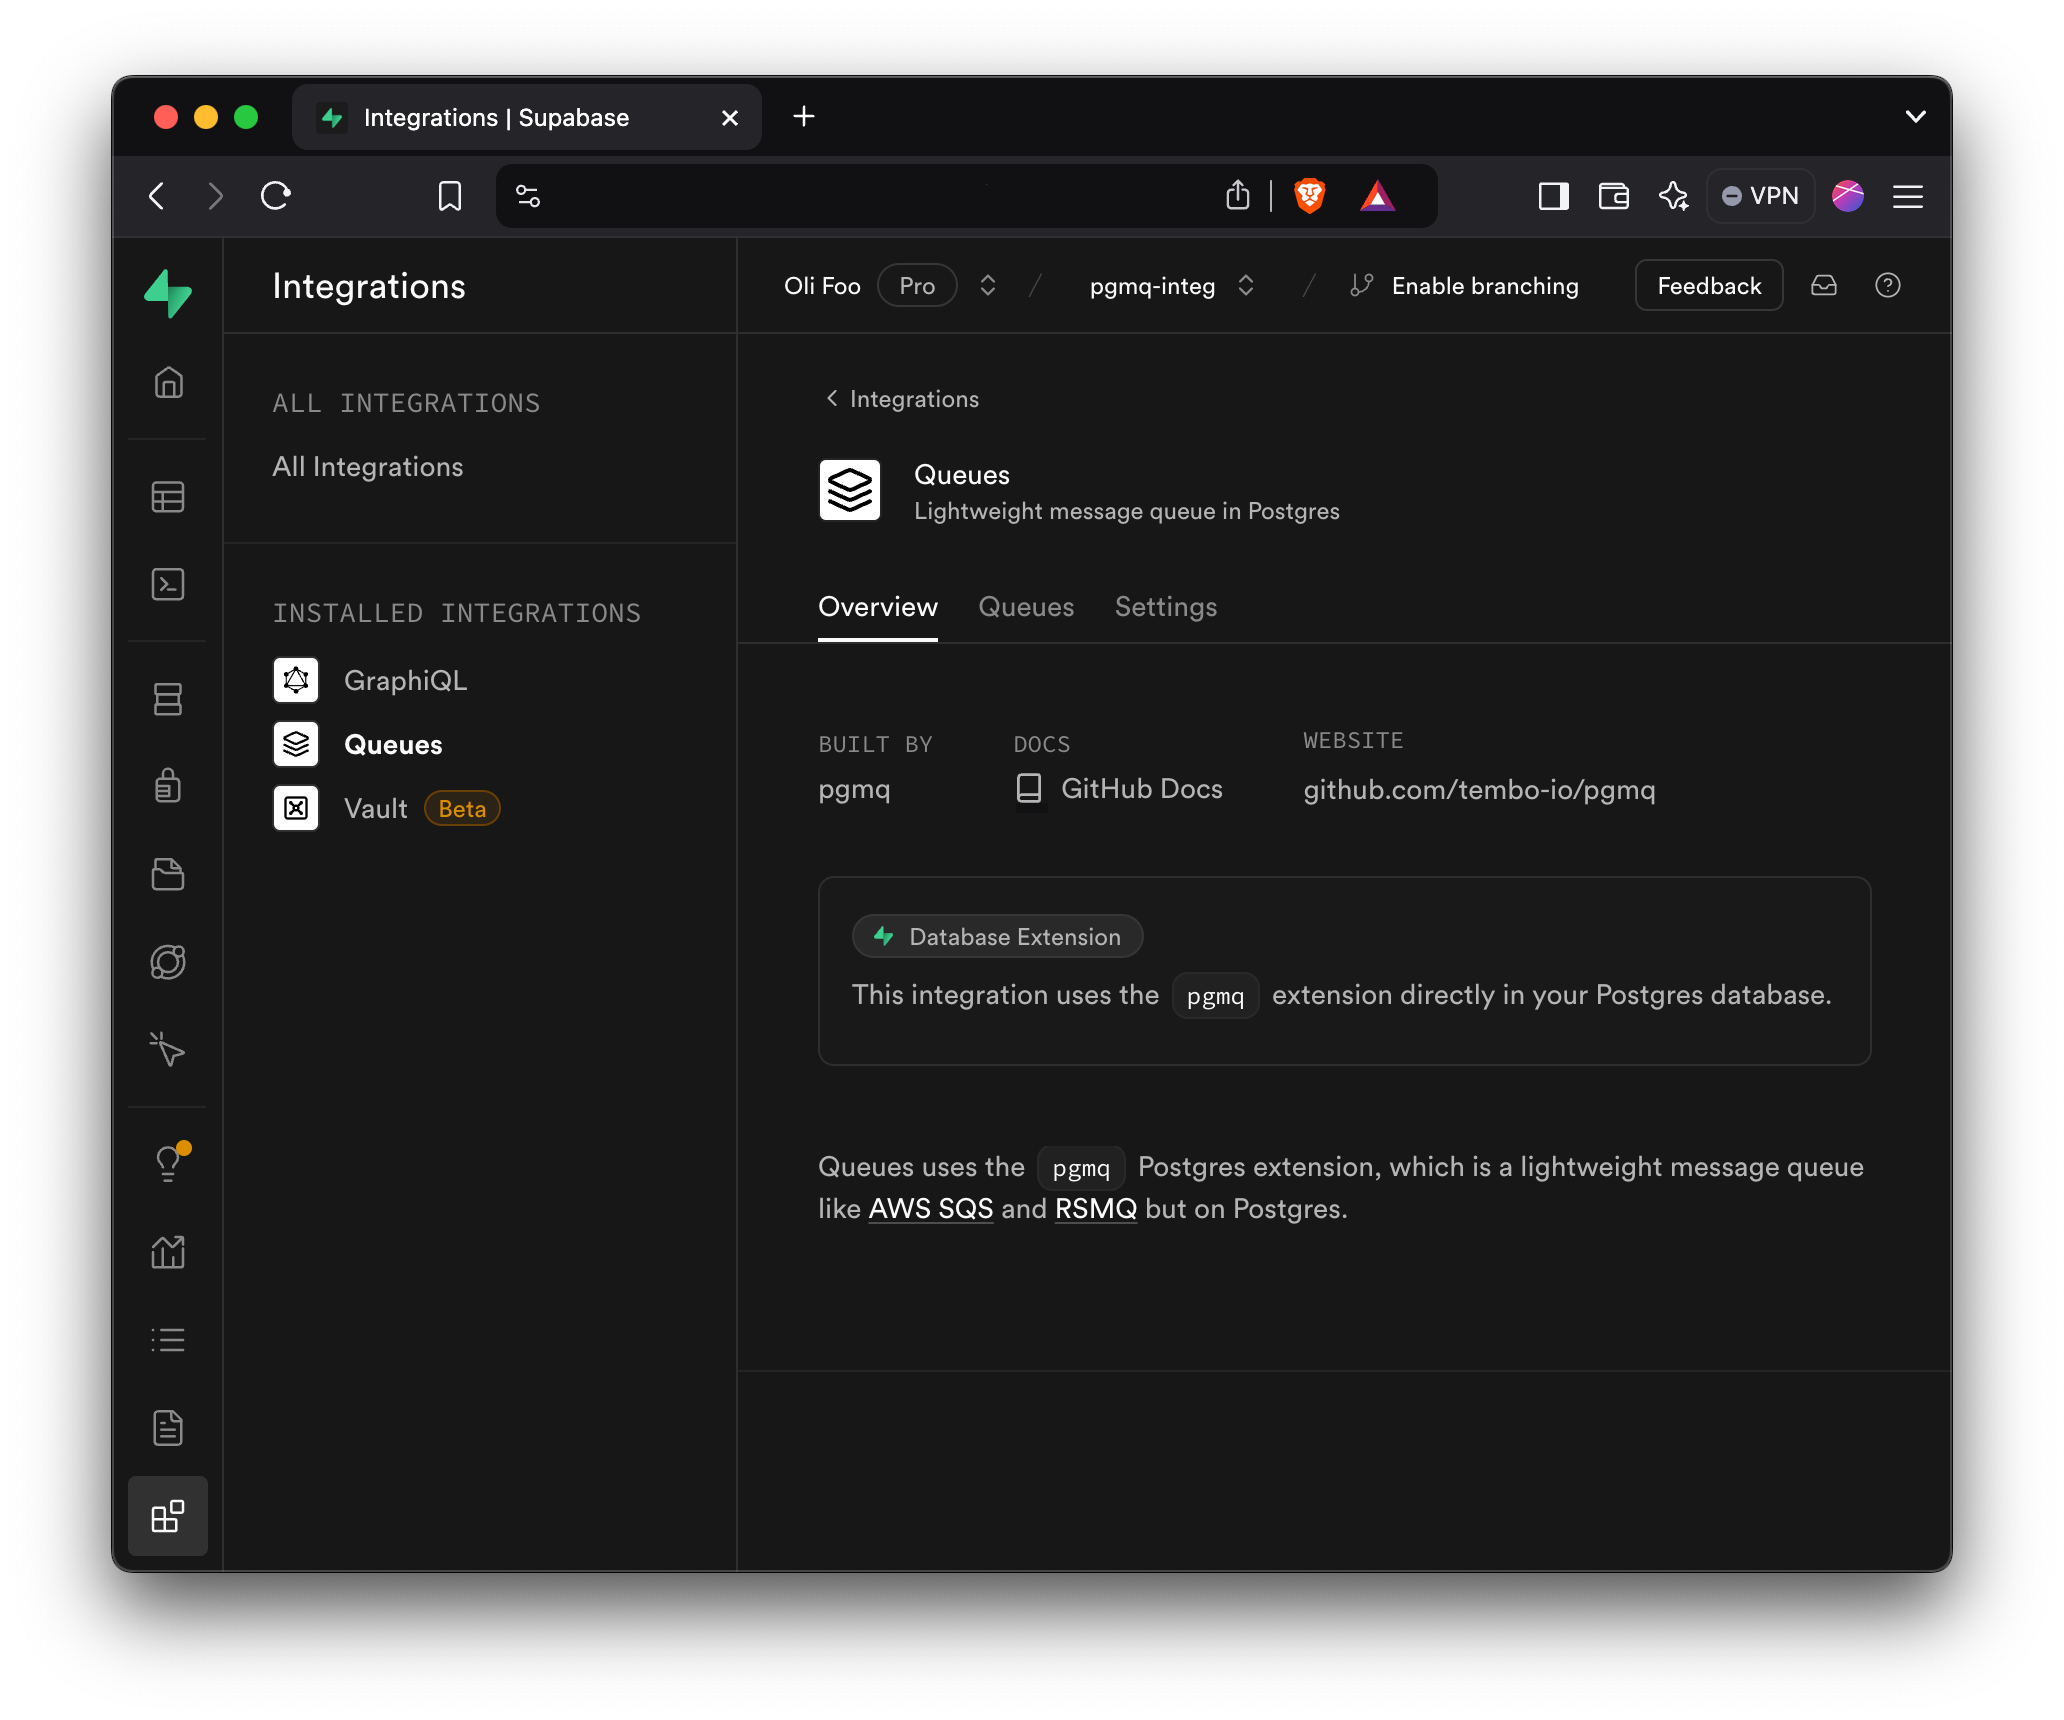 Integrations | Supabase
VPN
Integrations
Oli Foo Pro / pgmq-integ / Enable branching Feedback
ALL INTEGRATIONS
All Integrations
INSTALLED INTEGRATIONS
GraphiQL
Queues
Vault Beta
Integrations
Queues
Lightweight message queue in Postgres
Overview Queues Settings
BUILT BY DOCS WEBSITE
pgmq GitHub Docs github.com/tembo-io/pgmq
Database Extension
This integration uses the pgmq extension directly in your Postgres database.
Queues uses the pgmq Postgres extension, which is a lightweight message queue
like AWS SQS and RSMQ but on Postgres.